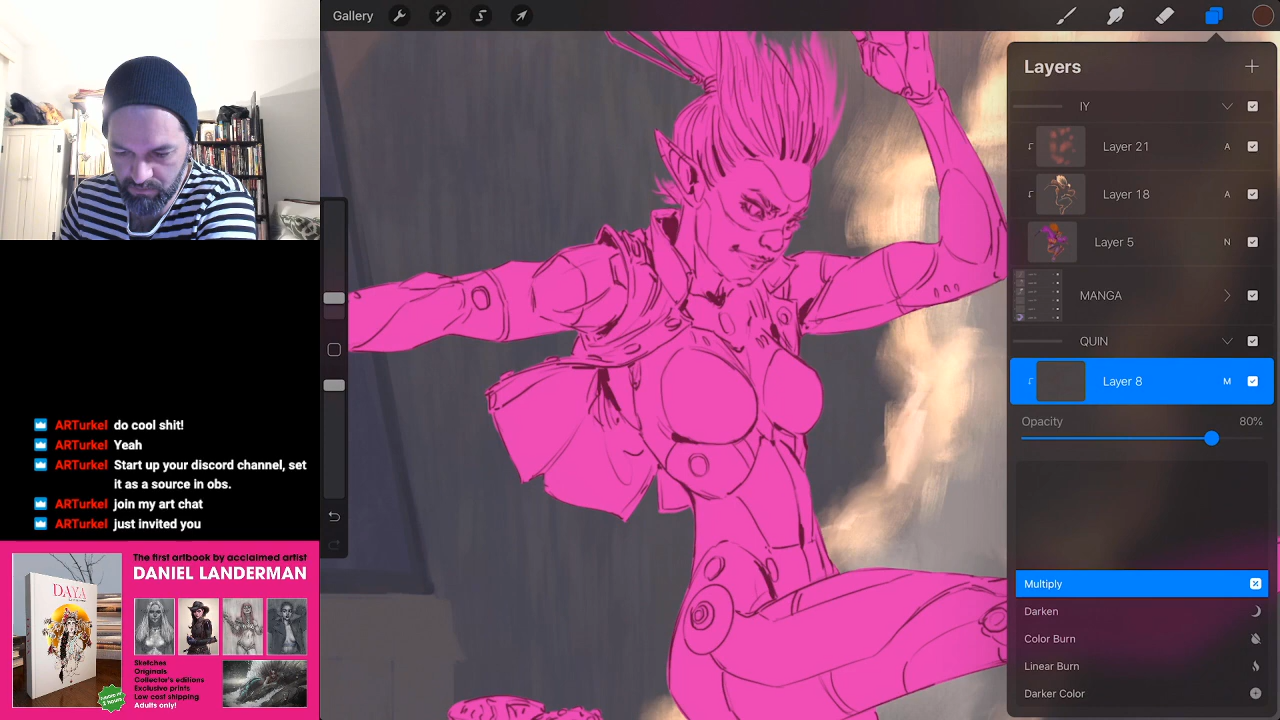 Gallery
Layers
IY
Layer 21 A
Layer 18 A
Layer 5 N
MANGA
QUIN
Layer 8 M
Opacity 80%
Multiply
Darken
Color Burn
Linear Burn
Darker Color
ARTurkel do cool shit!
ARTurkel Yeah
ARTurkel Start up your discord channel, set
it as a source in obs.
ARTurkel join my art chat
ARTurkel just invited you
The first artbook by acclaimed artist
DANIEL LANDERMAN
DAYA
Sketches
Originals
Collector's editions
Exclusive prints
Low cost shipping
Adults only!